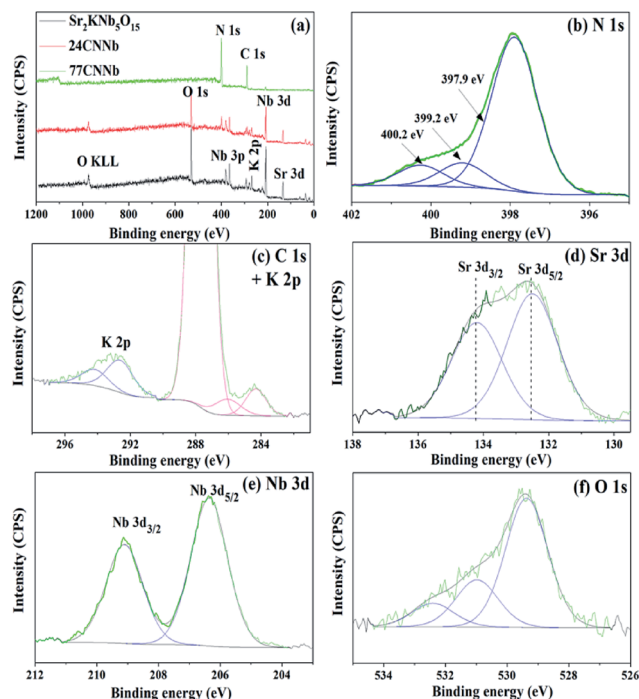 Sr₂KNb₅O₁₅
24CNNb
77CNNb
(a)
N 1s
C 1s
O 1s
Nb 3d
O KLL
Nb 3p
K 2p
Sr 3d
Intensity (CPS)
1200 1000 800 600 400 200 0
Binding energy (eV)
(b) N 1s
397.9 eV
399.2 eV
400.2 eV
Intensity (CPS)
402 400 398 396
Binding energy (eV)
(c) C 1s
+ K 2p
K 2p
Intensity (CPS)
296 292 288 284
Binding energy (eV)
(d) Sr 3d
Sr 3d₃/₂ Sr 3d₅/₂
Intensity (CPS)
138 136 134 132 130
Binding energy (eV)
(e) Nb 3d
Nb 3d₃/₂
Nb 3d₅/₂
Intensity (CPS)
212 210 208 206 204
Binding energy (eV)
(f) O 1s
Intensity (CPS)
534 532 530 528 526
Binding energy (eV)